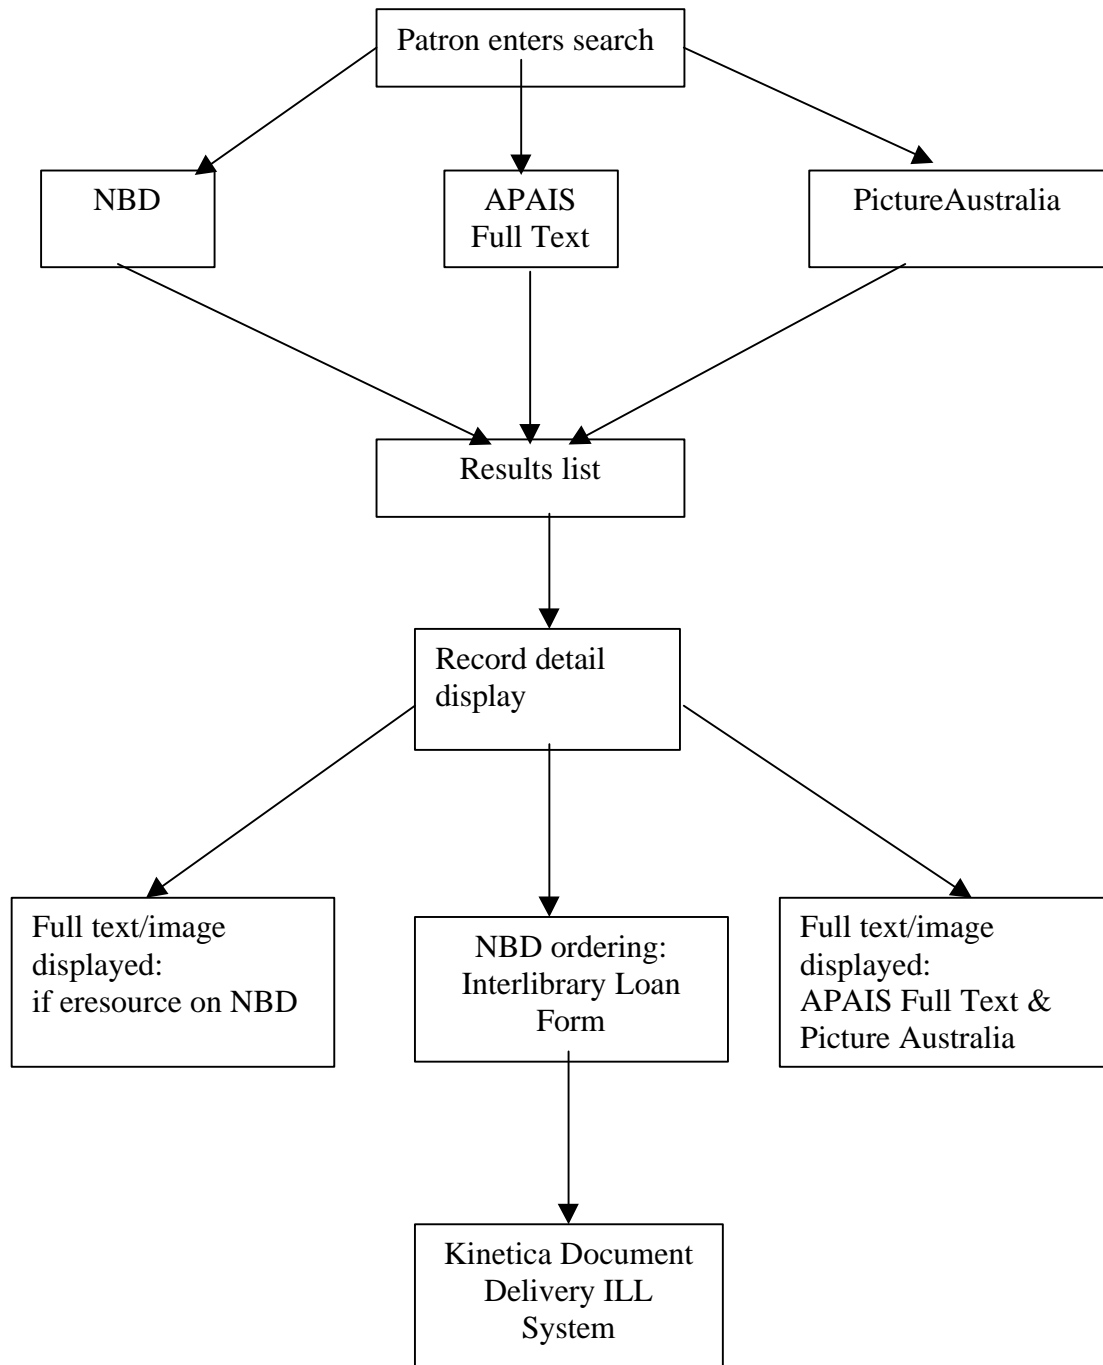 Patron enters search
NBD
APAIS
Full Text
PictureAustralia
Results list
Record detail
display
Full text/image
displayed:
if eresource on NBD
NBD ordering:
Interlibrary Loan
Form
Full text/image
displayed:
APAIS Full Text &
Picture Australia
Kinetica Document
Delivery ILL
System